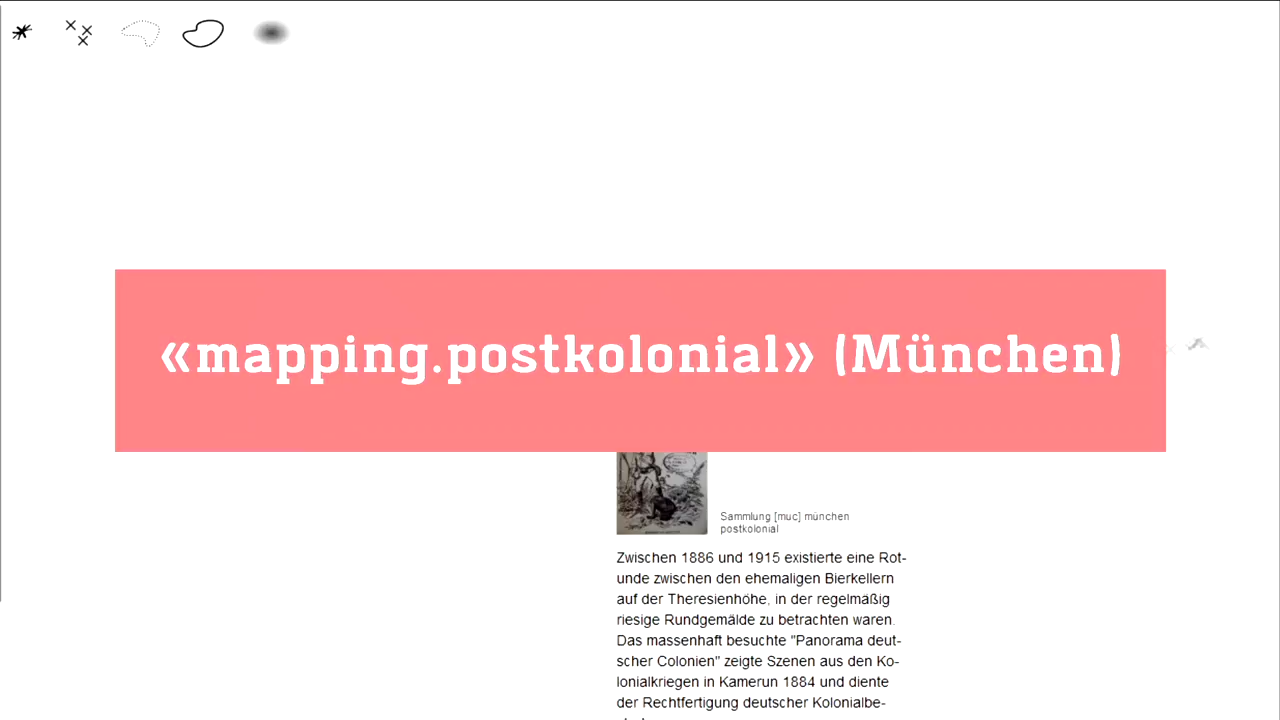 «mapping.postkolonial» (München)
Sammlung [muc] münchen
postkolonial
Zwischen 1886 und 1915 existierte eine Rot-
unde zwischen den ehemaligen Bierkellern
auf der Theresienhöhe, in der regelmäßig
riesige Rundgemälde zu betrachten waren.
Das massenhaft besuchte "Panorama deut-
scher Colonien" zeigte Szenen aus den Ko-
lonialkriegen in Kamerun 1884 und diente
der Rechtfertigung deutscher Kolonialbe-